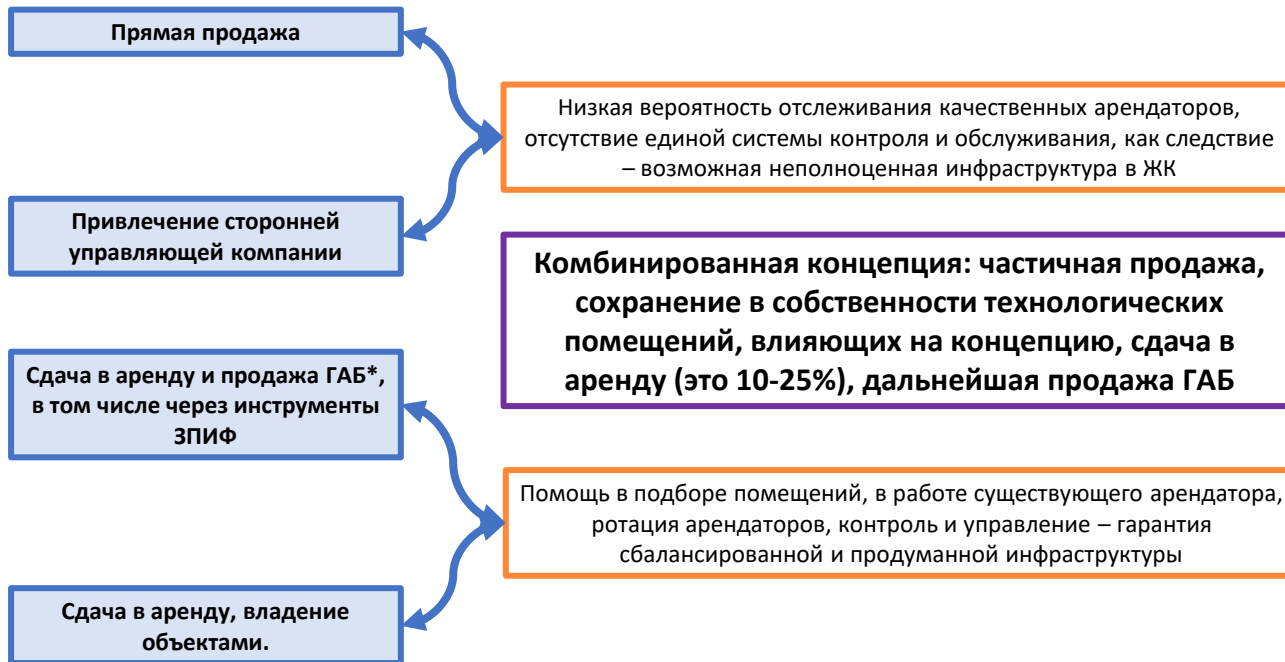 Прямая продажа
Низкая вероятность отслеживания качественных арендаторов,
отсутствие единой системы контроля и обслуживания, как следствие
– возможная неполноценная инфраструктура в ЖК
Привлечение сторонней
управляющей компании
Комбинированная концепция: частичная продажа,
сохранение в собственности технологических
помещений, влияющих на концепцию, сдача в
аренду (это 10-25%), дальнейшая продажа ГАБ
Сдача в аренду и продажа ГАБ*,
в том числе через инструменты
ЗПИФ
Помощь в подборе помещений, в работе существующего арендатора,
ротация арендаторов, контроль и управление – гарантия
сбалансированной и продуманной инфраструктуры
Сдача в аренду, владение
объектами.